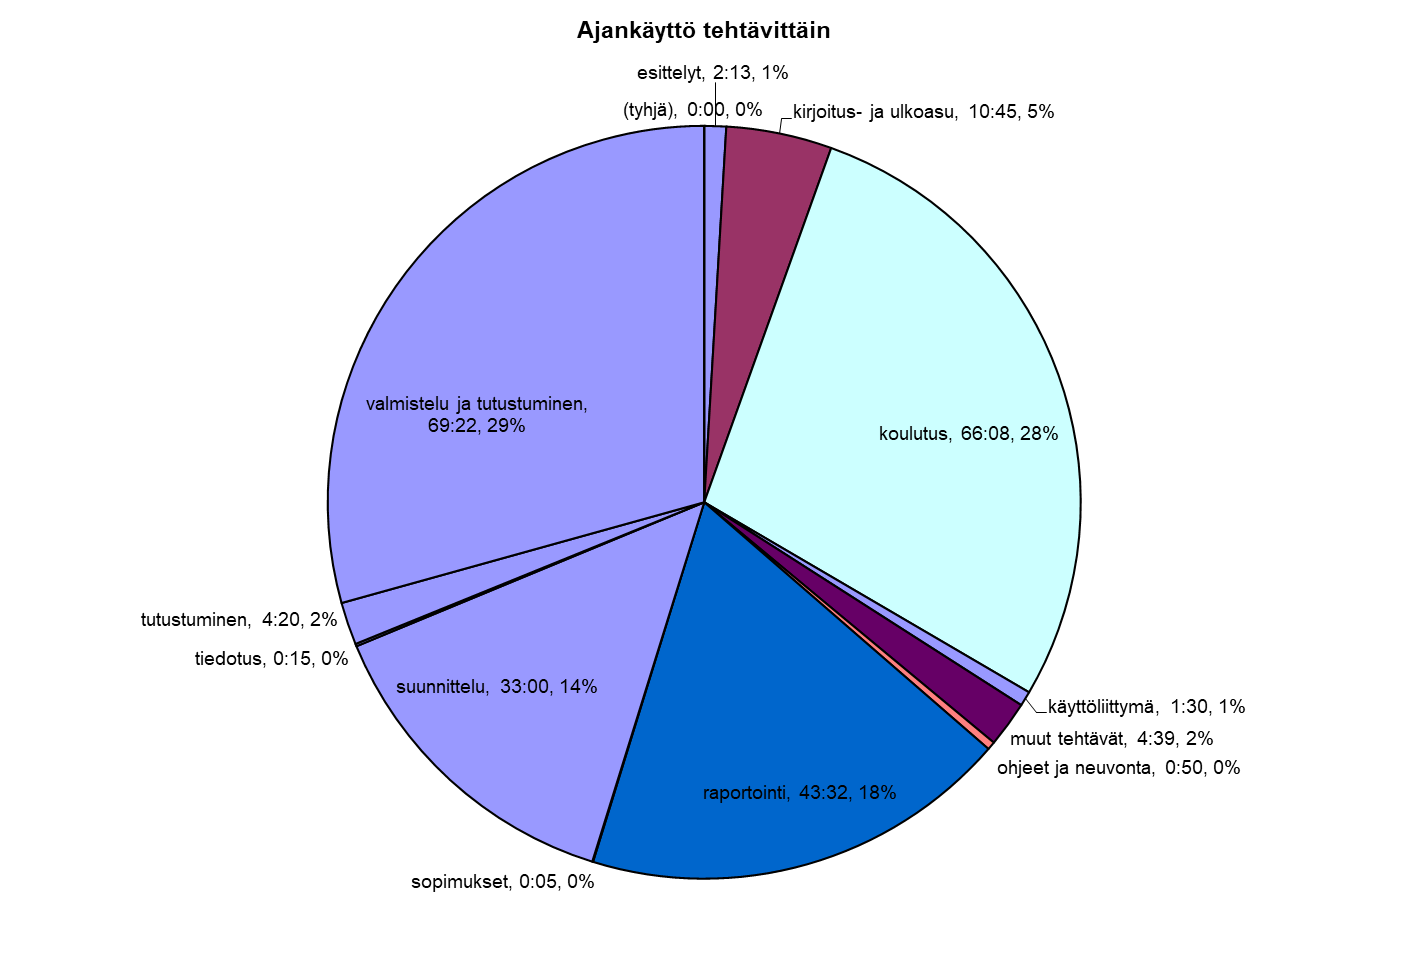 Ajankäyttö tehtävittäin
esittelyt, 2:13, 1%
(tyhjä), 0:00, 0%
kirjoitus- ja ulkoasu, 10:45, 5%
valmistelu ja tutustuminen,
69:22, 29%
koulutus, 66:08, 28%
tutustuminen, 4:20, 2%
tiedotus, 0:15, 0%
suunnittelu, 33:00, 14%
käyttöliittymä, 1:30, 1%
muut tehtävät, 4:39, 2%
ohjeet ja neuvonta, 0:50, 0%
raportointi, 43:32, 18%
sopimukset, 0:05, 0%